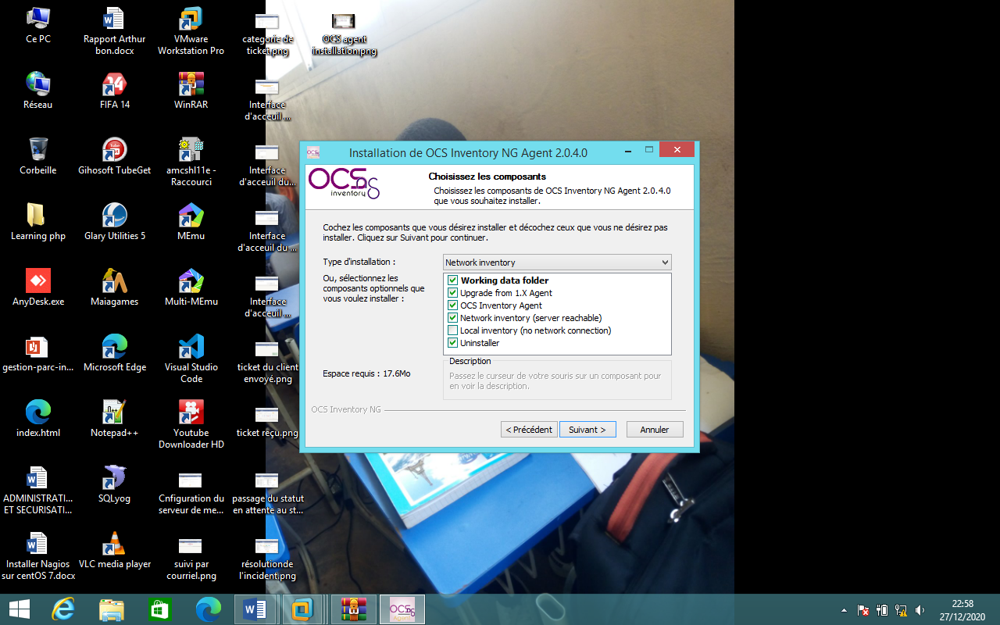 Ce PC
Rapport Arthur
bon.docx
VMware
Workstation Pro
categorie de
ticket.png
OCS agent
installation.png
Réseau
FIFA 14
WinRAR
Interface
d'acceuil ...
Corbeille
Gihosoft TubeGet
amcshl11e -
Raccourci
Interface
d'acceuil du...
Learning php
Glary Utilities 5
MEmu
Interface
d'acceuil du ...
AnyDesk.exe
Maiagames
Multi-MEmu
Interface
d'acceuil ...
gestion-parc-in...
Microsoft Edge
Visual Studio
Code
ticket du client
envoyé.png
index.html
Notepad++
Youtube
Downloader HD
ticket reçu.png
ADMINISTRATI...
ET SECURISATI...
SQLyog
Cnfiguration du
serveur de me...
passage du statut
en attente au st...
Installer Nagios
sur centOS 7.docx
VLC media player
suivi par
courriel.png
résolutionde
l'incident.png
Installation de OCS Inventory NG Agent 2.0.4.0
OCS
inventory
NG
Choisissez les composants
Choisissez les composants de OCS Inventory NG Agent 2.0.4.0
que vous souhaitez installer.
Cochez les composants que vous désirez installer et décochez ceux que vous ne désirez pas
installer. Cliquez sur Suivant pour continuer.
Type d'installation :
Network inventory
Ou, sélectionnez les
composants optionnels que
vous voulez installer :
Working data folder
Upgrade from 1.X Agent
OCS Inventory Agent
Network inventory (server reachable)
Local inventory (no network connection)
Uninstaller
Espace requis : 17.6Mo
Description
Passez le curseur de votre souris sur un composant pour
en voir la description.
OCS Inventory NG
< Précédent
Suivant >
Annuler
22:58
27/12/2020